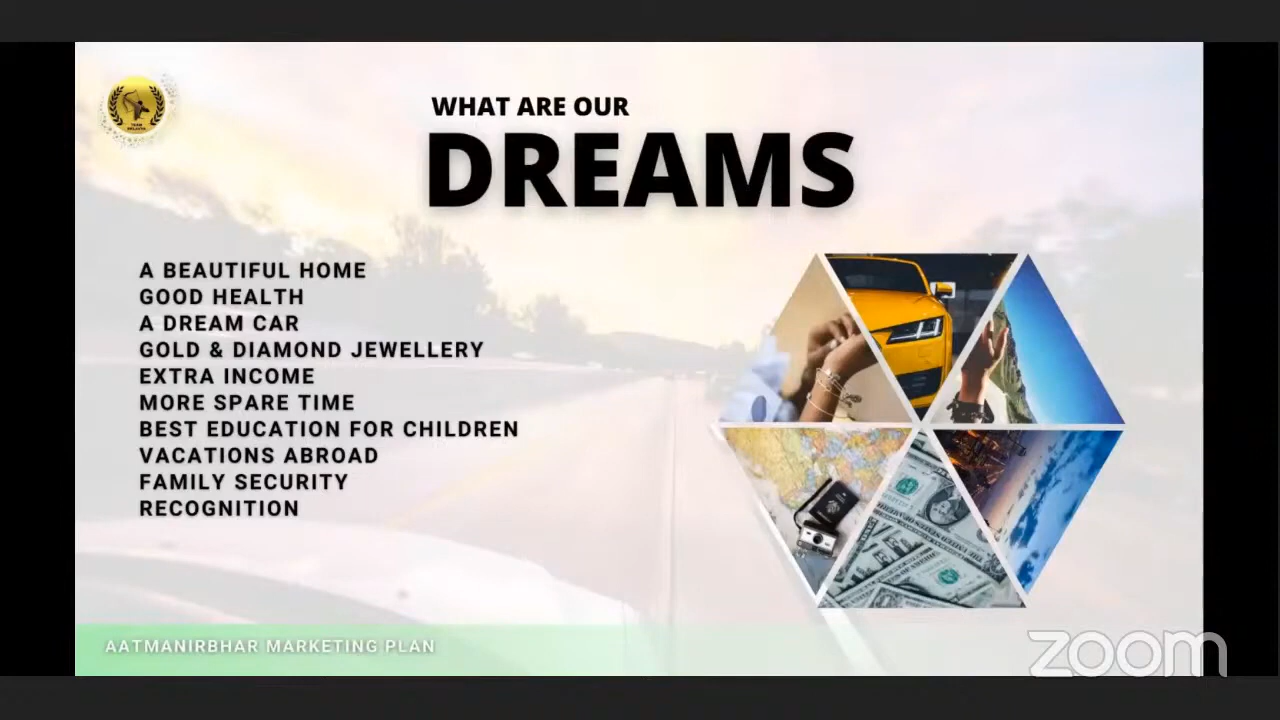 WHAT ARE OUR
DREAMS
A BEAUTIFUL HOME
GOOD HEALTH
A DREAM CAR
GOLD & DIAMOND JEWELLERY
EXTRA INCOME
MORE SPARE TIME
BEST EDUCATION FOR CHILDREN
VACATIONS ABROAD
FAMILY SECURITY
RECOGNITION
AATMANIRBHAR MARKETING PLAN
zoom